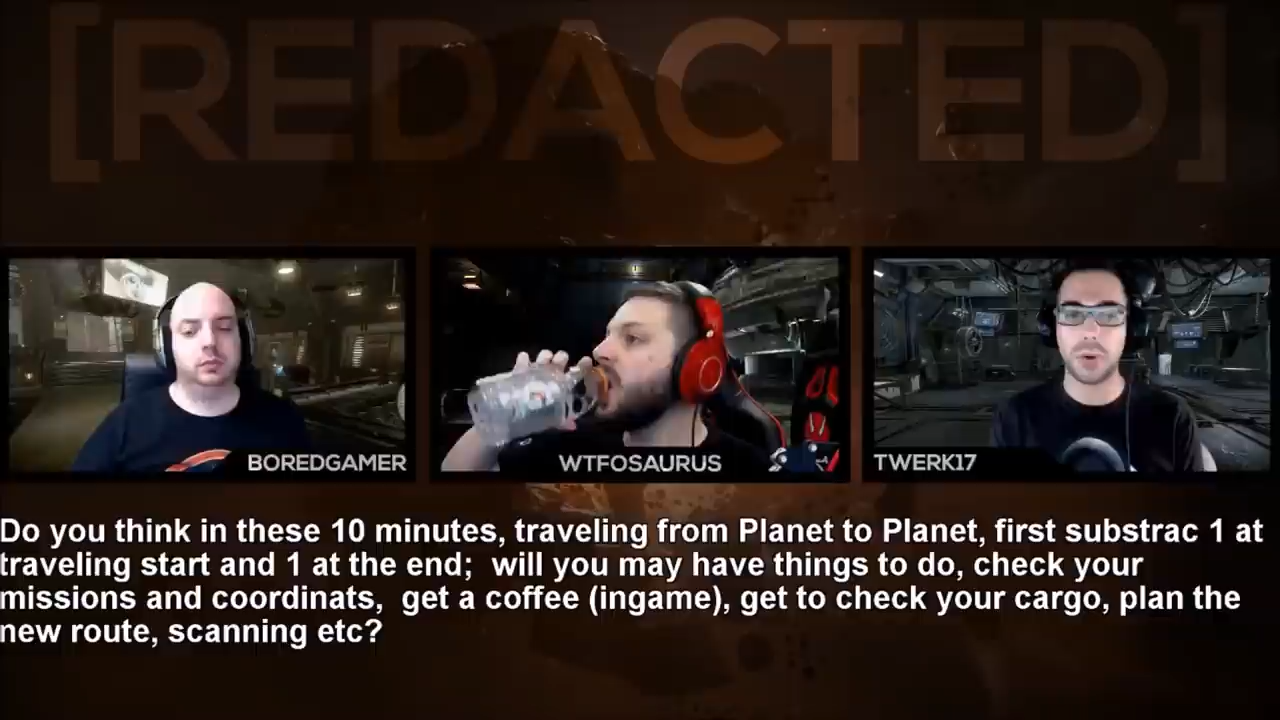 [REDACTED]
BOREDGAMER
WTFOSAURUS
TWERK17
Do you think in these 10 minutes, traveling from Planet to Planet, first substrac 1 at
traveling start and 1 at the end;  will you may have things to do, check your
missions and coordinats,  get a coffee (ingame), get to check your cargo, plan the
new route, scanning etc?